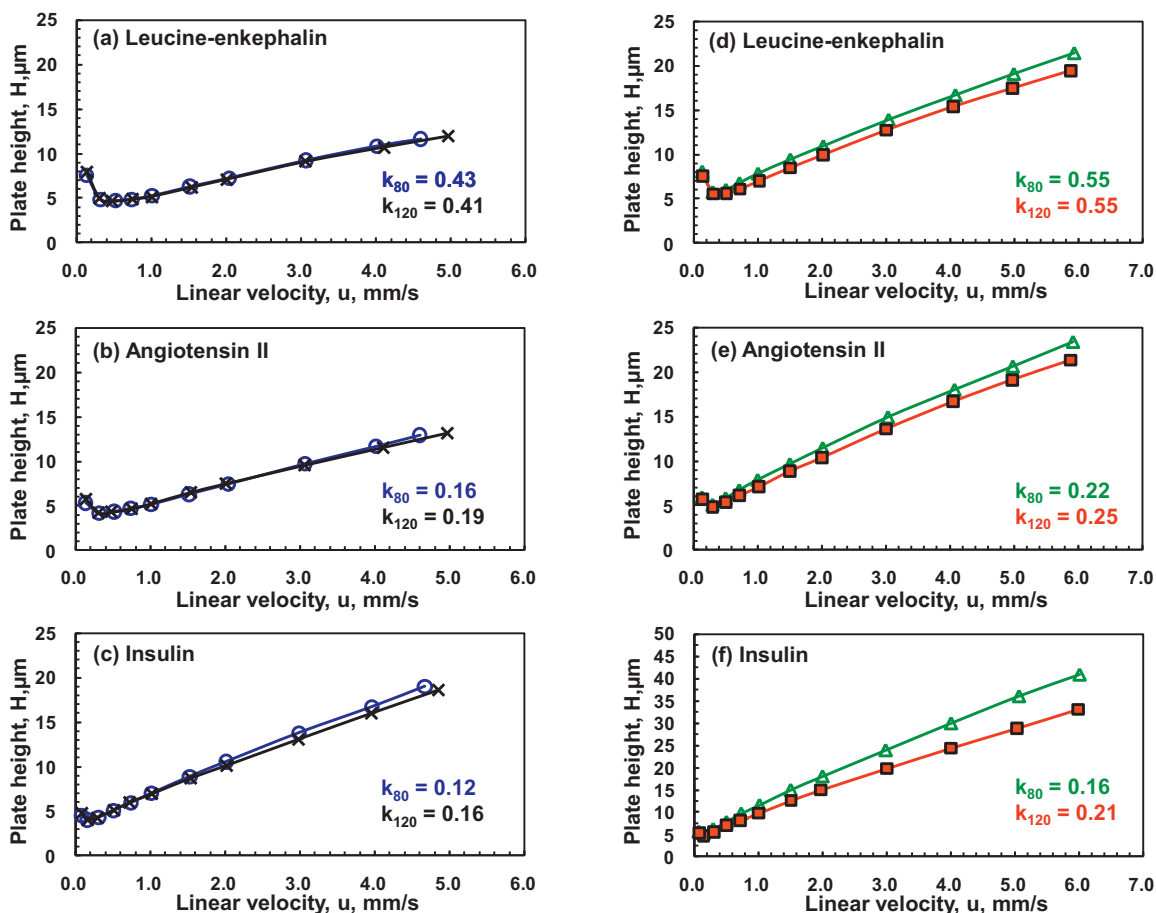 (a) Leucine-enkephalin
Plate height, H,µm
25
20
15
10
5
0
k80 = 0.43
k120 = 0.41
0.0 1.0 2.0 3.0 4.0 5.0 6.0
Linear velocity, u, mm/s
(d) Leucine-enkephalin
Plate height, H,µm
25
20
15
10
5
0
k80 = 0.55
k120 = 0.55
0.0 1.0 2.0 3.0 4.0 5.0 6.0 7.0
Linear velocity, u, mm/s
(b) Angiotensin II
Plate height, H,µm
25
20
15
10
5
0
k80 = 0.16
k120 = 0.19
0.0 1.0 2.0 3.0 4.0 5.0 6.0
Linear velocity, u, mm/s
(e) Angiotensin II
Plate height, H,µm
25
20
15
10
5
0
k80 = 0.22
k120 = 0.25
0.0 1.0 2.0 3.0 4.0 5.0 6.0 7.0
Linear velocity, u, mm/s
(c) Insulin
Plate height, H,µm
25
20
15
10
5
0
k80 = 0.12
k120 = 0.16
0.0 1.0 2.0 3.0 4.0 5.0 6.0
Linear velocity, u, mm/s
(f) Insulin
Plate height, H,µm
50
45
40
35
30
25
20
15
10
5
0
k80 = 0.16
k120 = 0.21
0.0 1.0 2.0 3.0 4.0 5.0 6.0 7.0
Linear velocity, u, mm/s